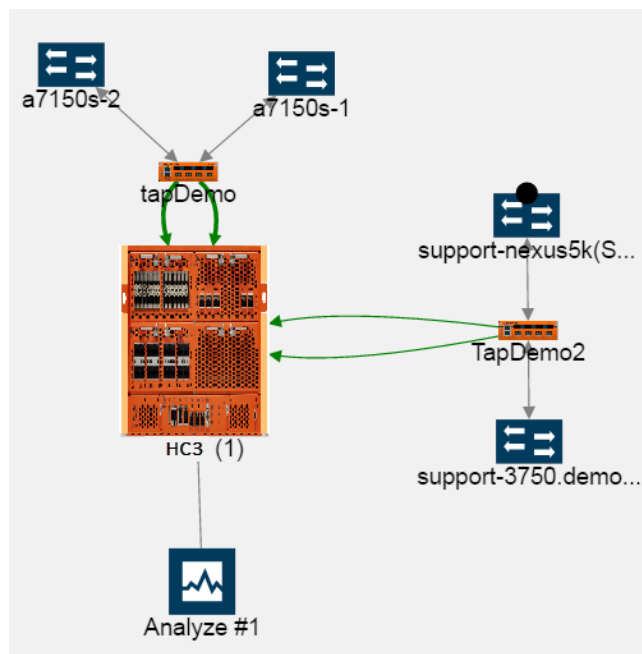 a7150s-2
a7150s-1
tapDemo
support-nexus5k(S...
TapDemo2
HC3 (1)
support-3750.demo...
Analyze #1